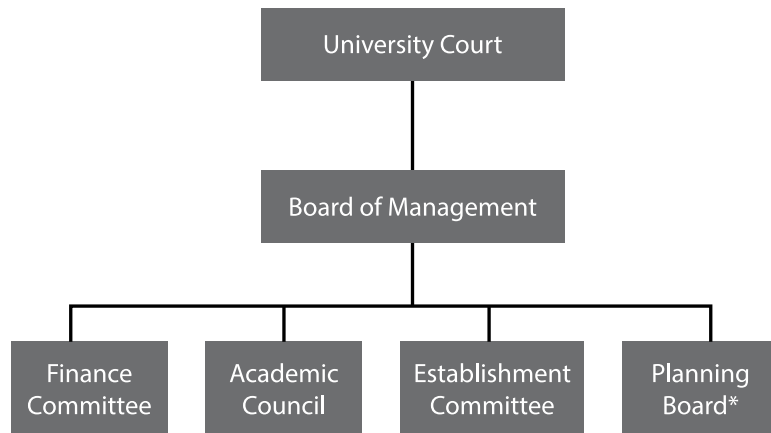 University Court
Board of Management
Finance
Committee
Academic
Council
Establishment
Committee
Planning
Board*